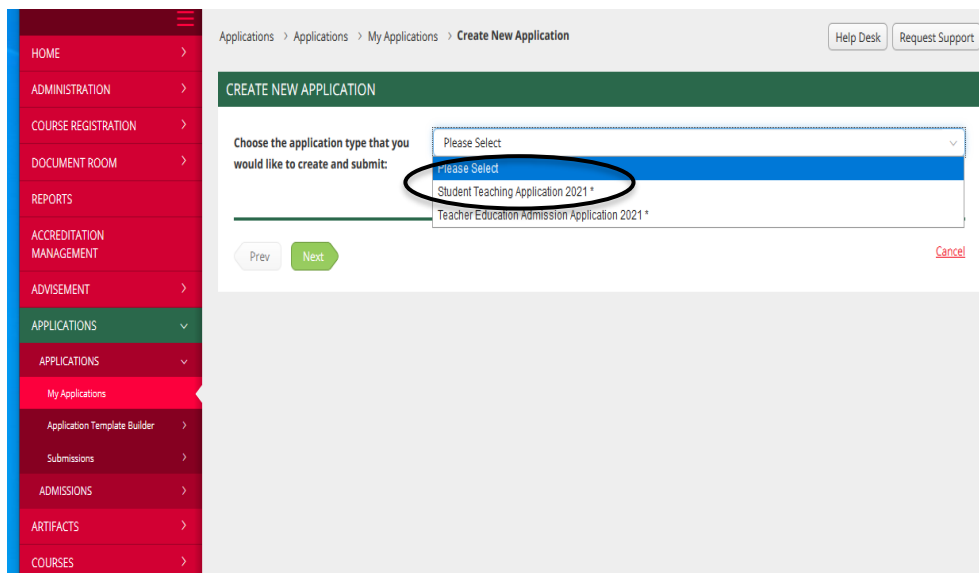 HOME
ADMINISTRATION
COURSE REGISTRATION
DOCUMENT ROOM
REPORTS
ACCREDITATION
MANAGEMENT
ADVISEMENT
APPLICATIONS
APPLICATIONS
My Applications
Application Template Builder
Submissions
ADMISSIONS
ARTIFACTS
COURSES
Applications > Applications > My Applications > Create New Application
Help Desk
Request Support
CREATE NEW APPLICATION
Choose the application type that you
would like to create and submit:
Please Select
Please Select
Student Teaching Application 2021 *
Teacher Education Admission Application 2021 *
Prev
Next
Cancel